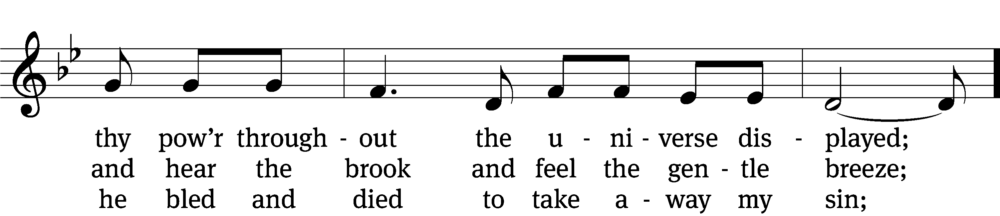 thy pow’r through - out the u - ni - verse dis - played;
and hear the brook and feel the gen - tle breeze;
he bled and died to take a - way my sin;